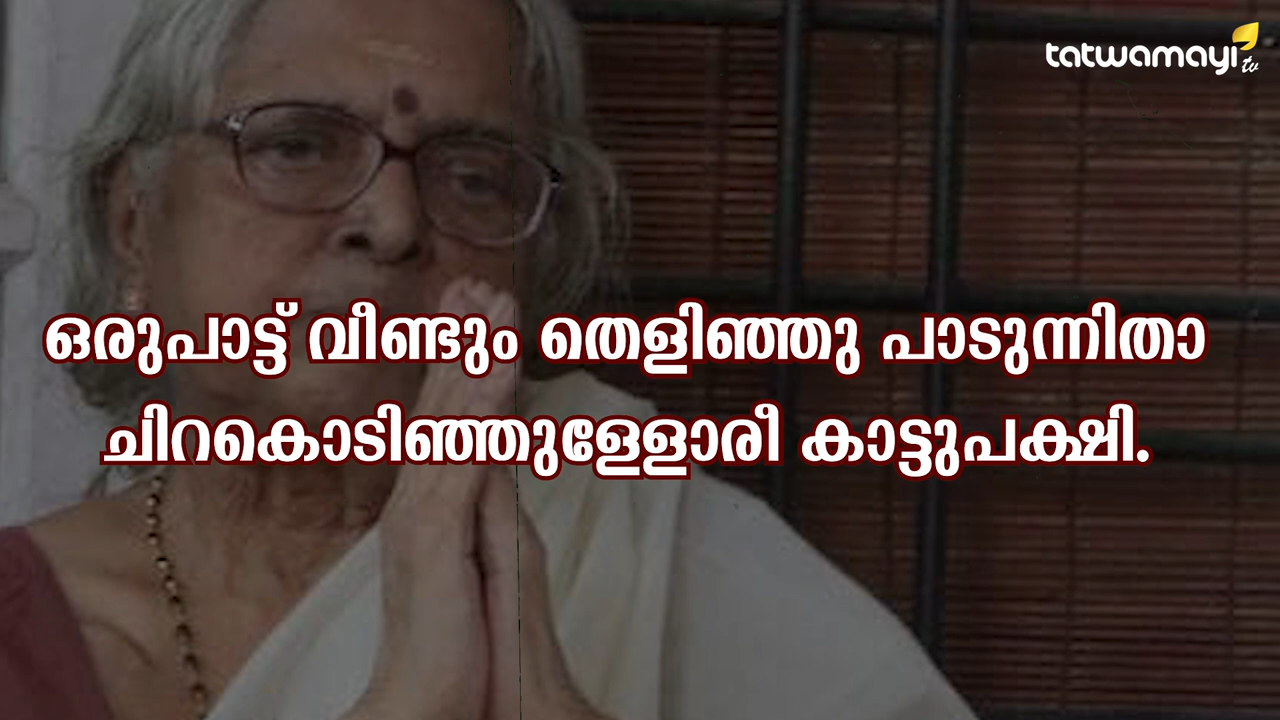 tatwamayi tv
ഒരുപാട്ട് വീണ്ടും തെളിഞ്ഞു പാടുന്നിതാ
ചിറകൊടിഞ്ഞുളേളാരീ കാട്ടുപക്ഷി.